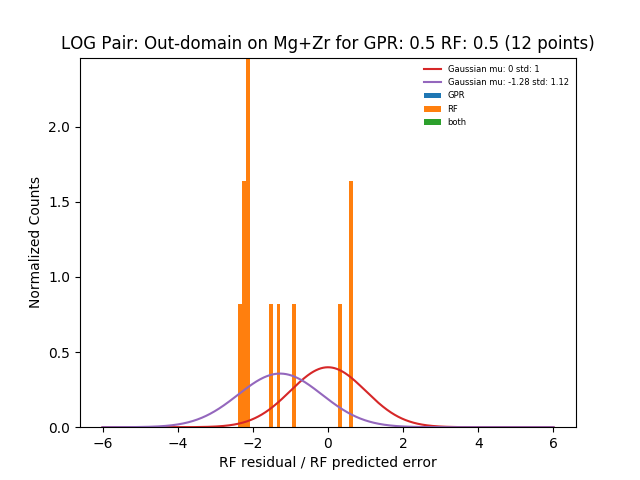 LOG Pair: Out-domain on Mg+Zr for GPR: 0.5 RF: 0.5 (12 points)
Gaussian mu: 0 std: 1
Gaussian mu: -1.28 std: 1.12
GPR
RF
both
Normalized Counts
2.0
1.5
1.0
0.5
0.0
−6 −4 −2 0 2 4 6
RF residual / RF predicted error